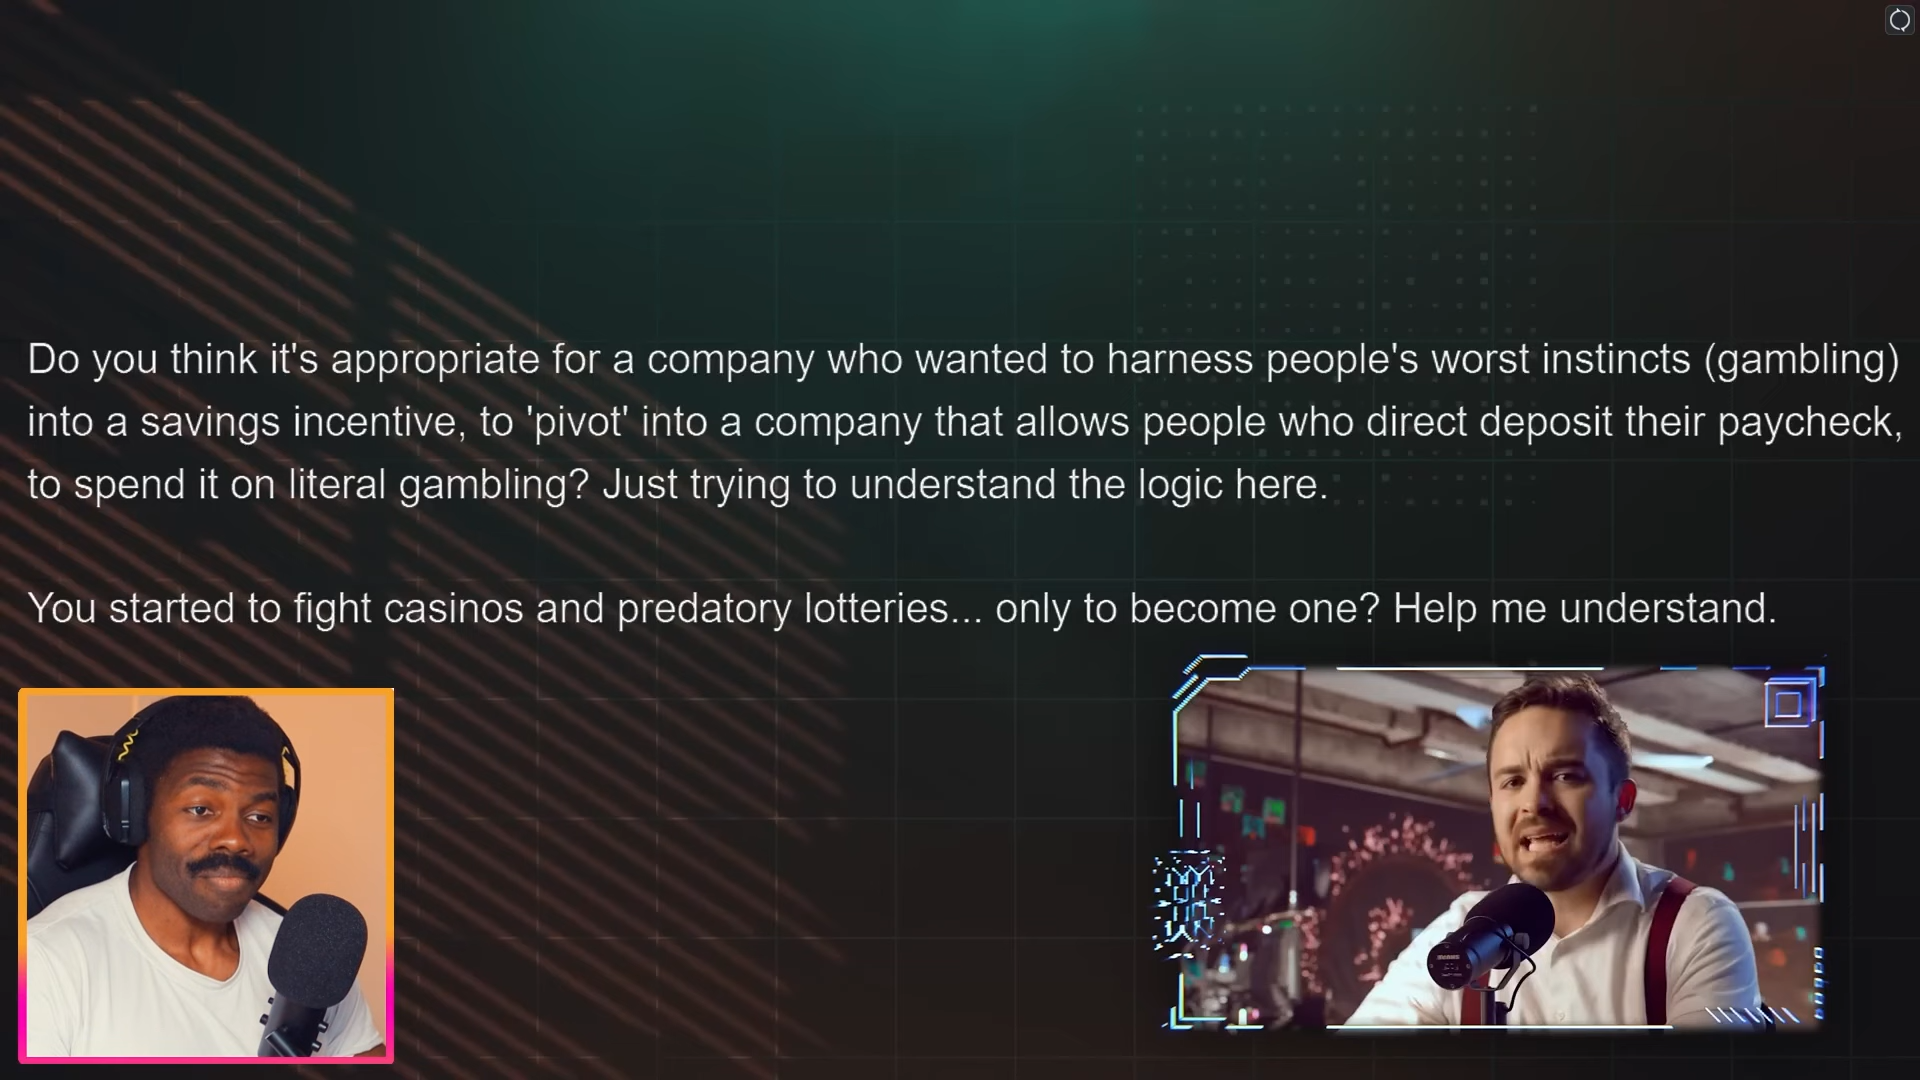 Do you think it's appropriate for a company who wanted to harness people's worst instincts (gambling)
into a savings incentive, to 'pivot' into a company that allows people who direct deposit their paycheck,
to spend it on literal gambling? Just trying to understand the logic here.
You started to fight casinos and predatory lotteries... only to become one? Help me understand.